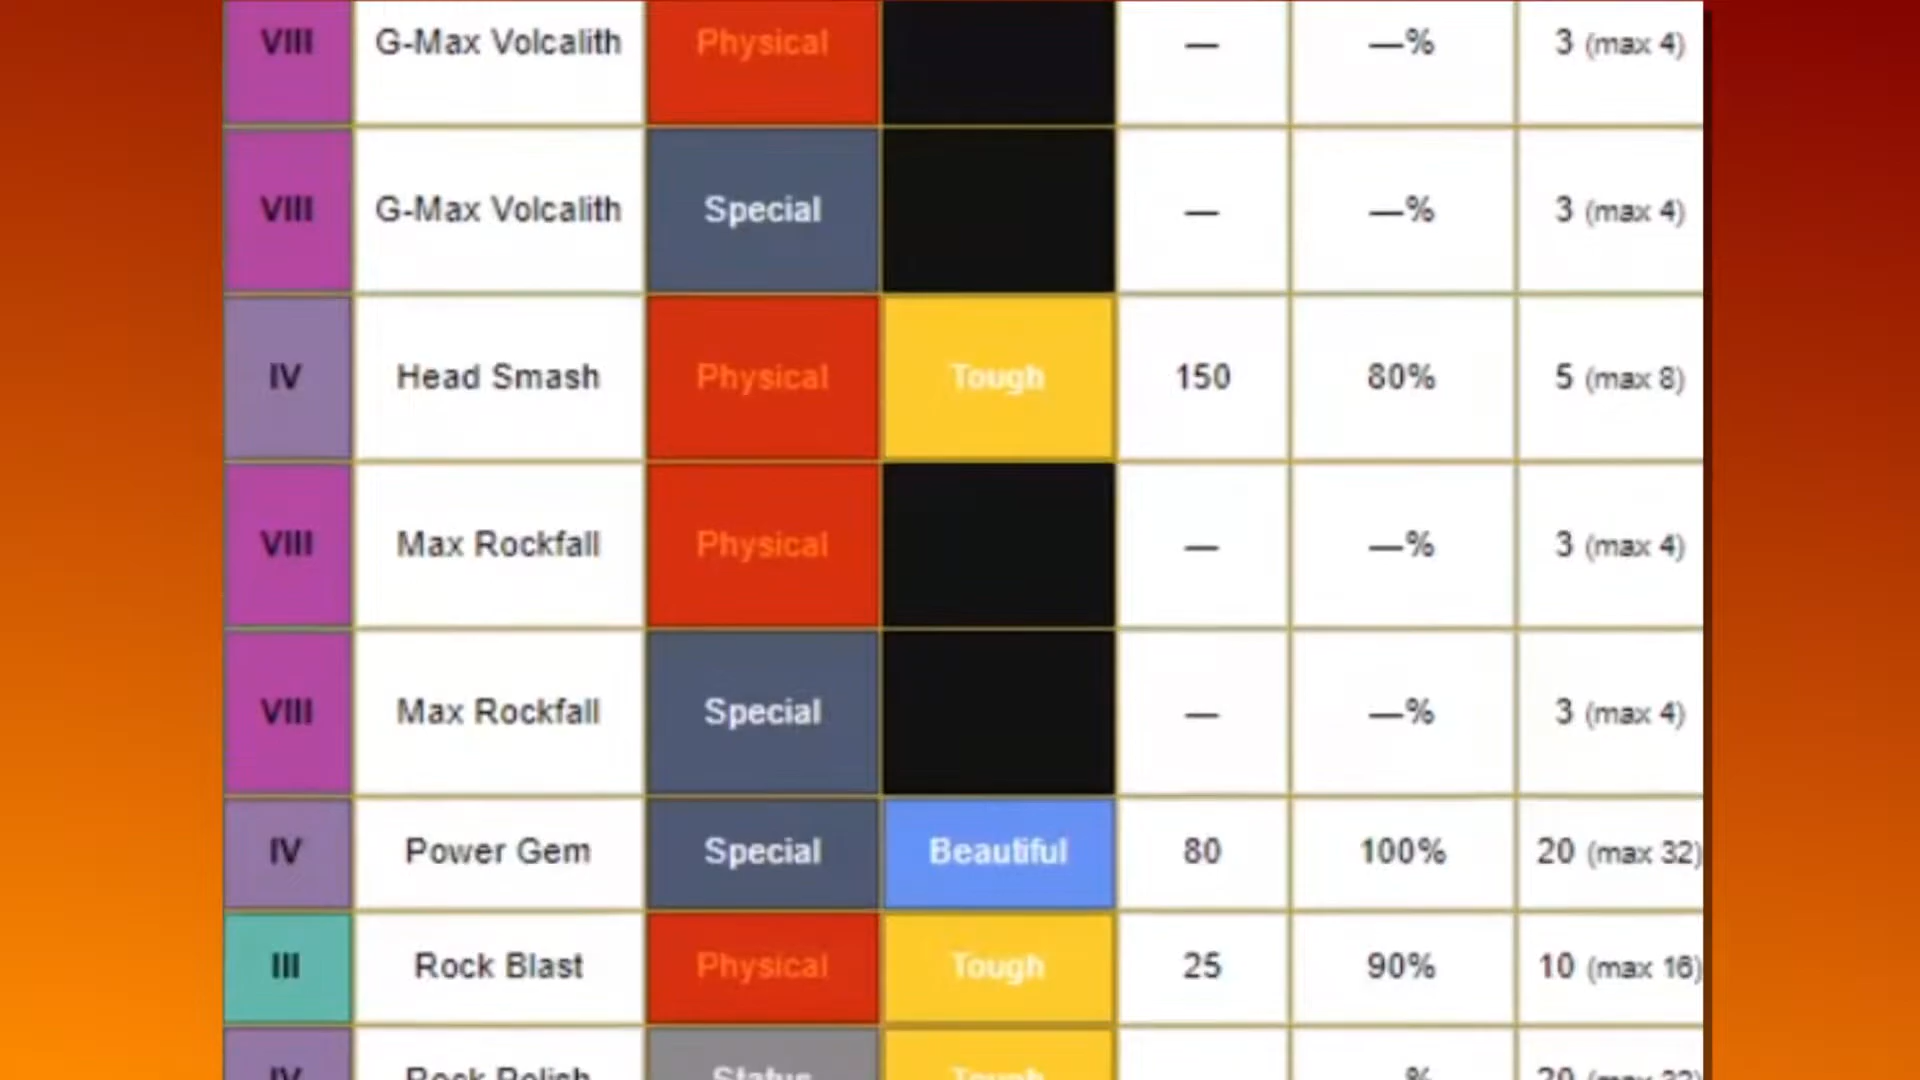 VIII G-Max Volcalith Physical — —% 3 (max 4)
VIII G-Max Volcalith Special — —% 3 (max 4)
IV Head Smash Physical Tough 150 80% 5 (max 8)
VIII Max Rockfall Physical — —% 3 (max 4)
VIII Max Rockfall Special — —% 3 (max 4)
IV Power Gem Special Beautiful 80 100% 20 (max 32)
III Rock Blast Physical Tough 25 90% 10 (max 16)
IV Rock Polish Status Tough —% 20 (max 32)